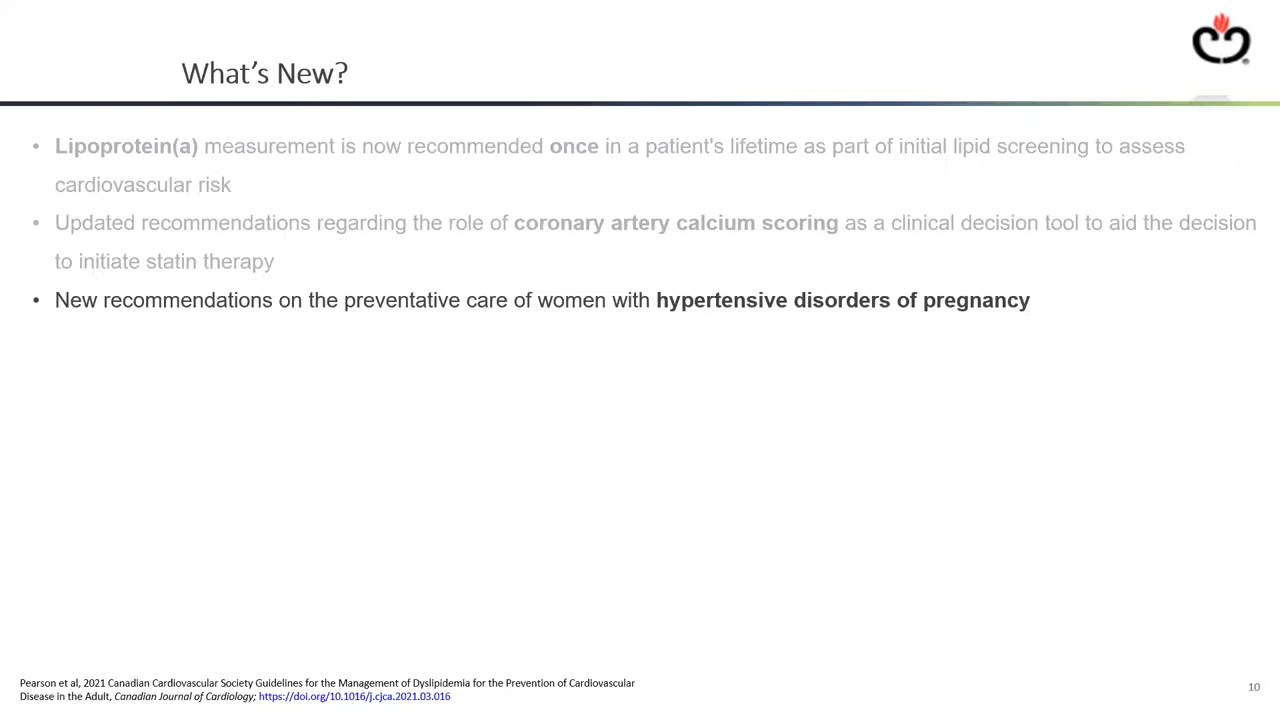 What's New?
• Lipoprotein(a) measurement is now recommended once in a patient's lifetime as part of initial lipid screening to assess
cardiovascular risk
• Updated recommendations regarding the role of coronary artery calcium scoring as a clinical decision tool to aid the decision
to initiate statin therapy
• New recommendations on the preventative care of women with hypertensive disorders of pregnancy
Pearson et al, 2021 Canadian Cardiovascular Society Guidelines for the Management of Dyslipidemia for the Prevention of Cardiovascular
Disease in the Adult, Canadian Journal of Cardiology; https://doi.org/10.1016/j.cjca.2021.03.016
10